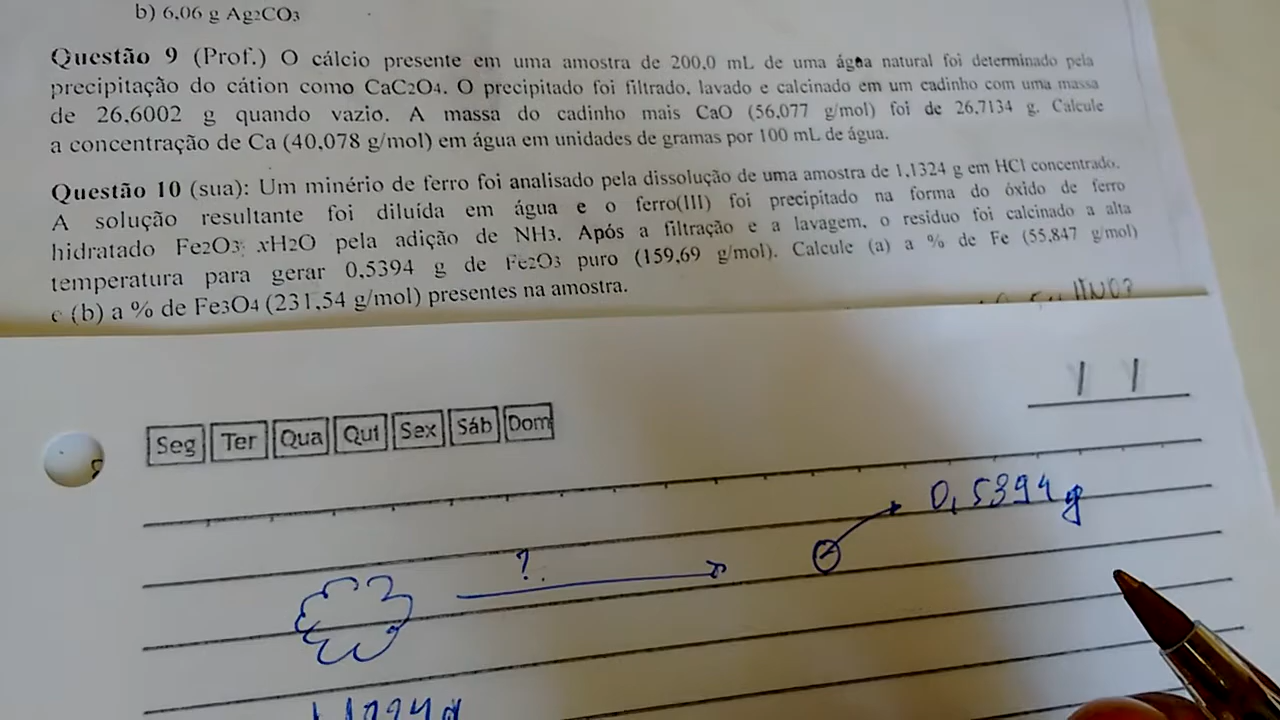 b) 6,06 g Ag2CO3
Questão 9 (Prof.) O cálcio presente em uma amostra de 200,0 mL de uma água natural foi determinado pela
precipitação do cátion como CaC2O4. O precipitado foi filtrado, lavado e calcinado em um cadinho com uma massa
de 26,6002 g quando vazio. A massa do cadinho mais CaO (56,077 g/mol) foi de 26,7134 g. Calcule
a concentração de Ca (40,078 g/mol) em água em unidades de gramas por 100 mL de água.
Questão 10 (sua): Um minério de ferro foi analisado pela dissolução de uma amostra de 1,1324 g em HCl concentrado.
A solução resultante foi diluída em água e o ferro(III) foi precipitado na forma do óxido de ferro
hidratado Fe2O3. xH2O pela adição de NH3. Após a filtração e a lavagem, o resíduo foi calcinado a alta
temperatura para gerar 0,5394 g de Fe2O3 puro (159,69 g/mol). Calcule (a) a % de Fe (55,847 g/mol)
e (b) a % de Fe3O4 (231,54 g/mol) presentes na amostra.
Seg Ter Qua Qui Sex Sáb Dom
0,5394 g
?